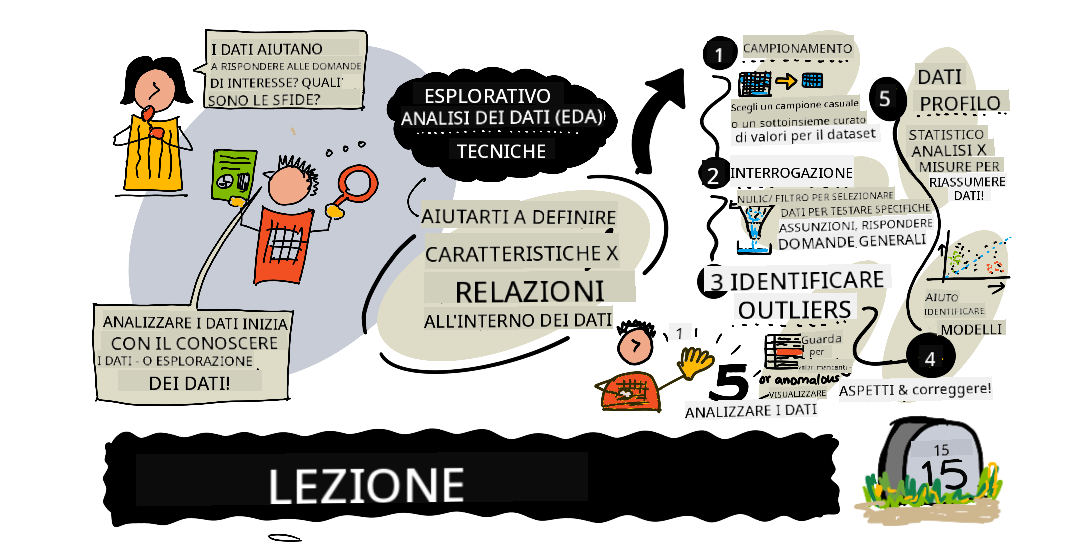 I DATI AIUTANO
A RISPONDERE ALLE DOMANDE
DI INTERESSE? QUALI
SONO LE SFIDE?
ANALIZZARE I DATI INIZIA
CON IL CONOSCERE
I DATI - O ESPLORAZIONE
DEI DATI!
ESPLORATIVO
ANALISI DEI DATI (EDA)
TECNICHE
AIUTARTI A DEFINIRE
CARATTERISTICHE X
RELAZIONI
ALL'INTERNO DEI DATI
1
CAMPIONAMENTO
Scegli un campione casuale
o un sottoinsieme curato
di valori per il dataset
2
INTERROGAZIONE
FILTRO PER SELEZIONARE
DATI PER TESTARE SPECIFICHE
ASSUNZIONI, RISPONDERE
DOMANDE GENERALI
3 IDENTIFICARE
OUTLIERS
1
5
Guarda
per
valori mancanti
or anomalous
VISUALIZZARE
ANALIZZARE I DATI
4
ASPETTI & correggere!
AIUTO
IDENTIFICARE
MODELLI
5
DATI
PROFILO
STATISTICO
ANALISI X
MISURE PER
RIASSUMERE
DATI!
LEZIONE
15
15